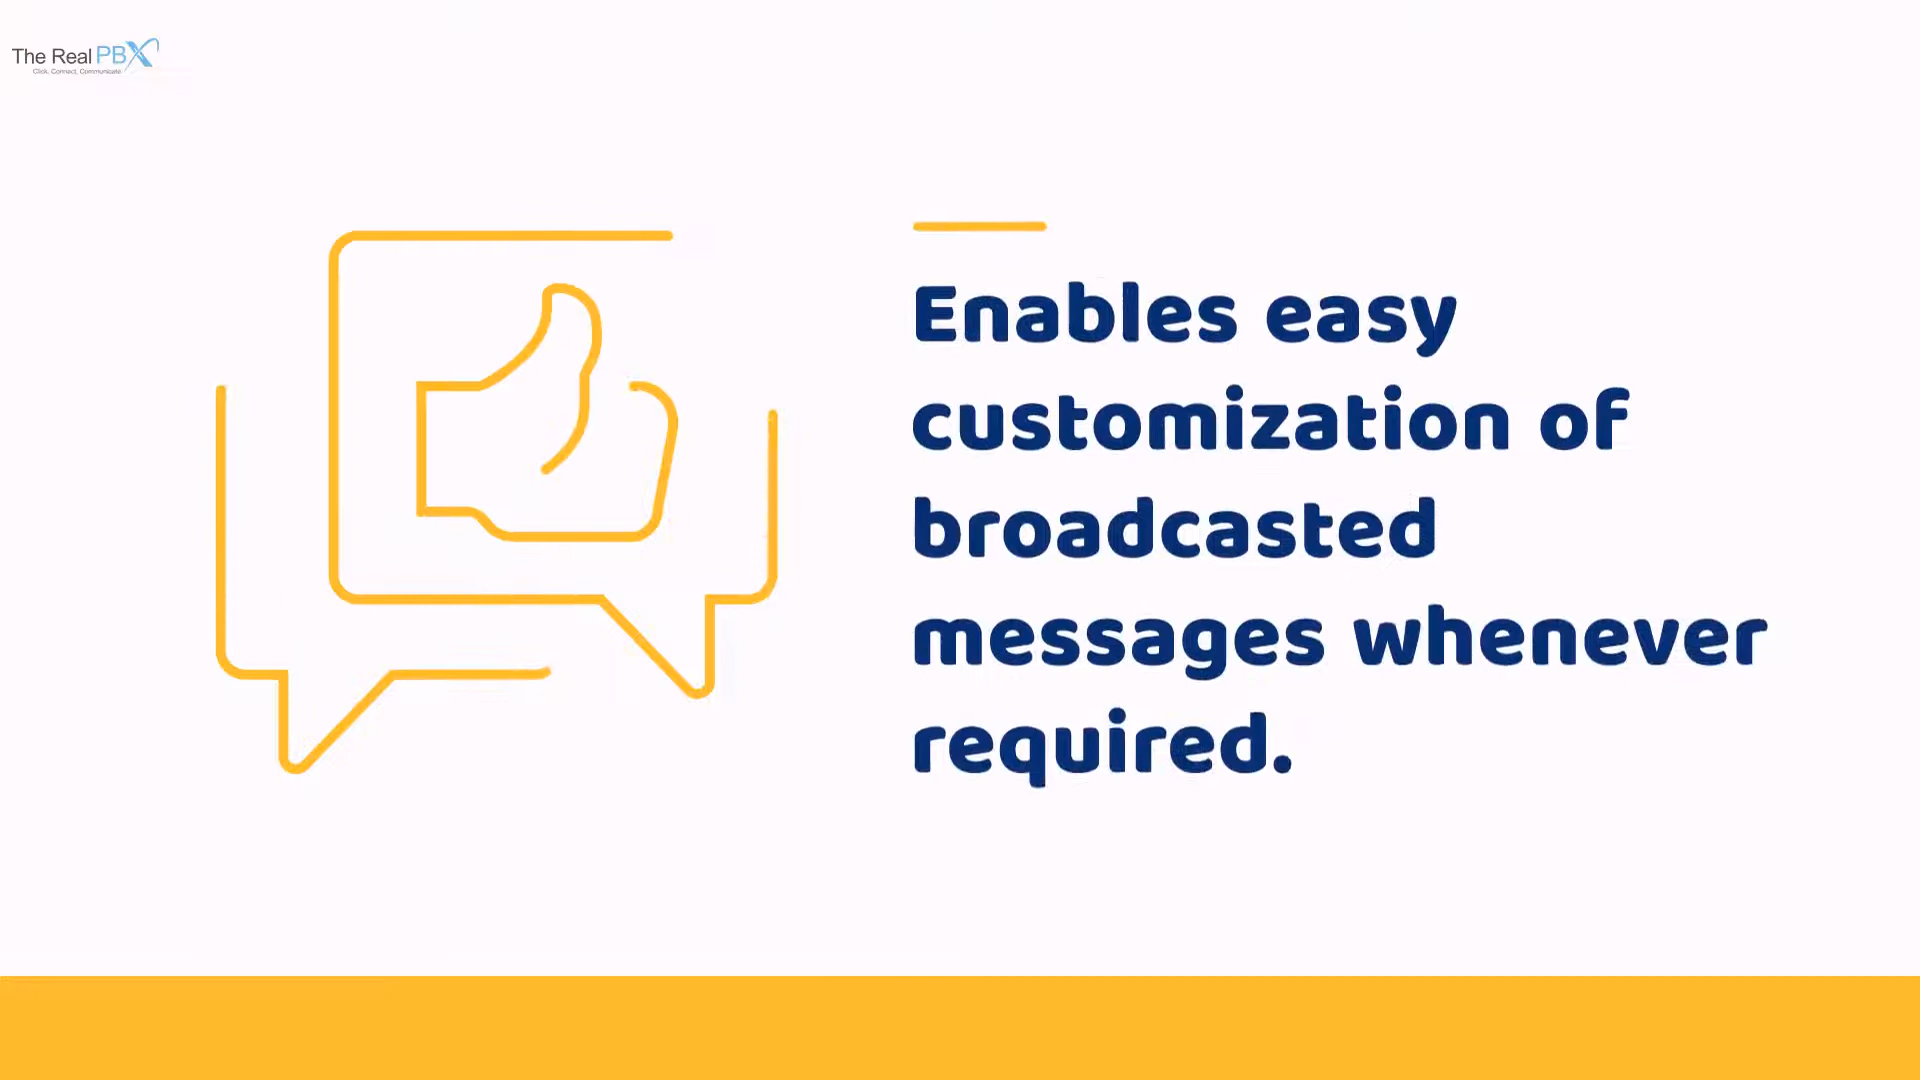 The Real PBX
Click, Connect, Communicate
Enables easy
customization of
broadcasted
messages whenever
required.